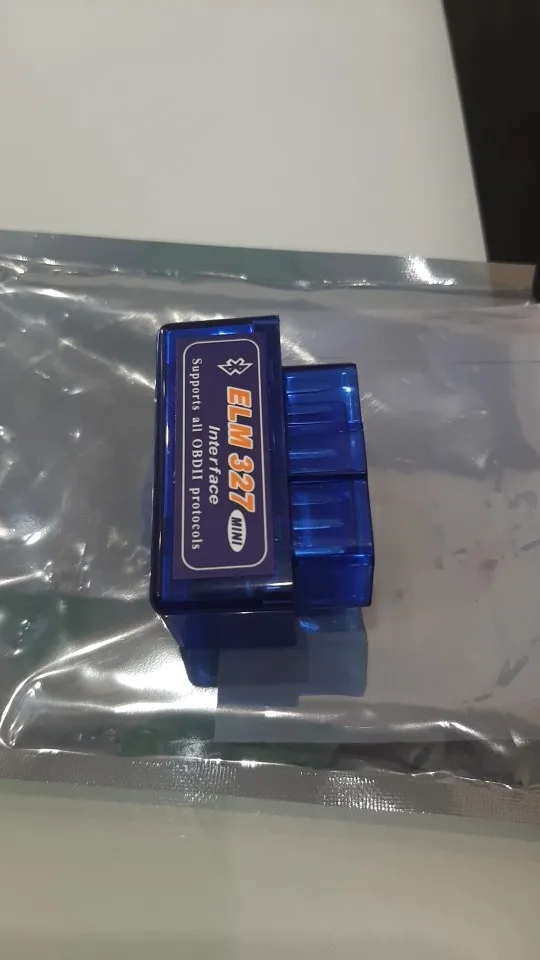 ELM 327 MINI
Interface
Supports all OBDII protocols